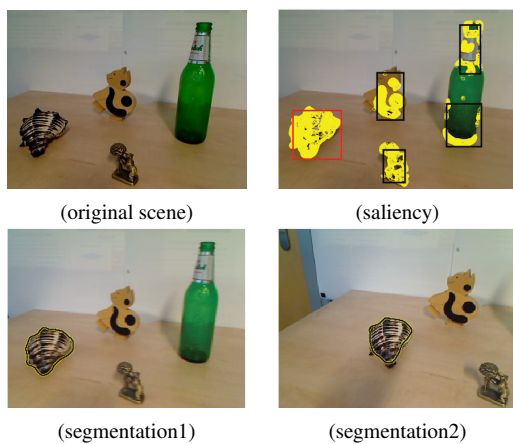 (original scene)
(saliency)
(segmentation1)
(segmentation2)